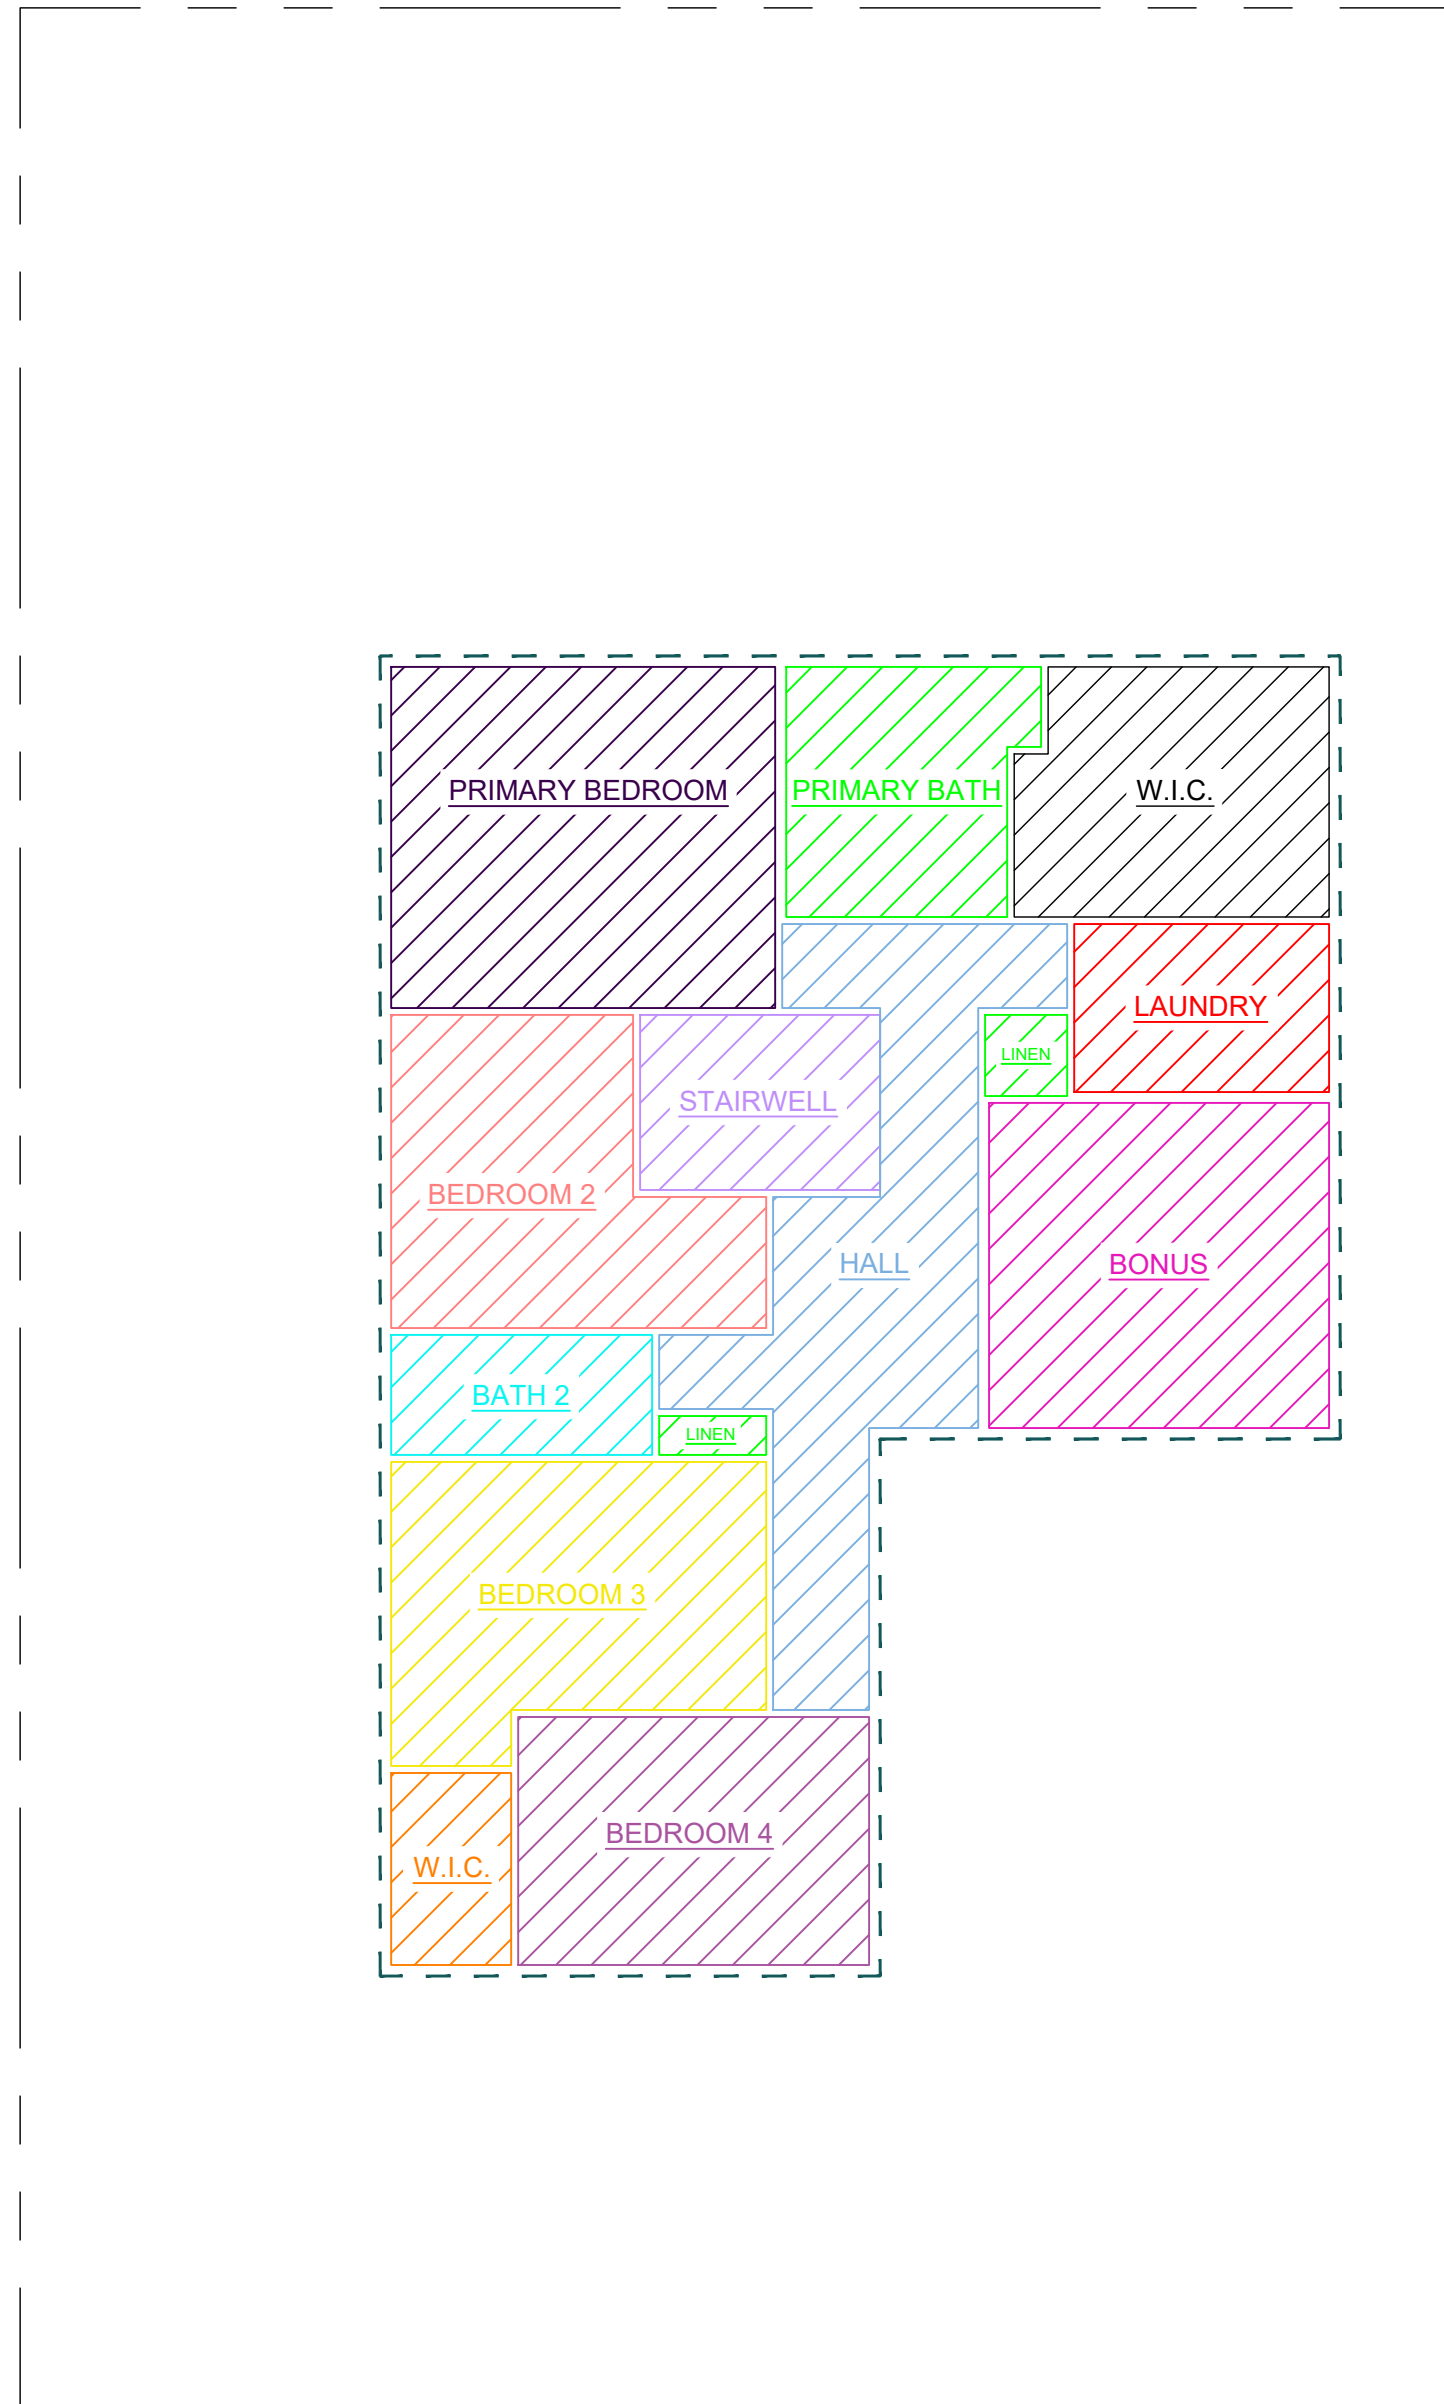 PRIMARY BEDROOM
PRIMARY BATH
W.I.C.
LAUNDRY
LINEN
STAIRWELL
BEDROOM 2
HALL
BONUS
BATH 2
LINEN
BEDROOM 3
BEDROOM 4
W.I.C.